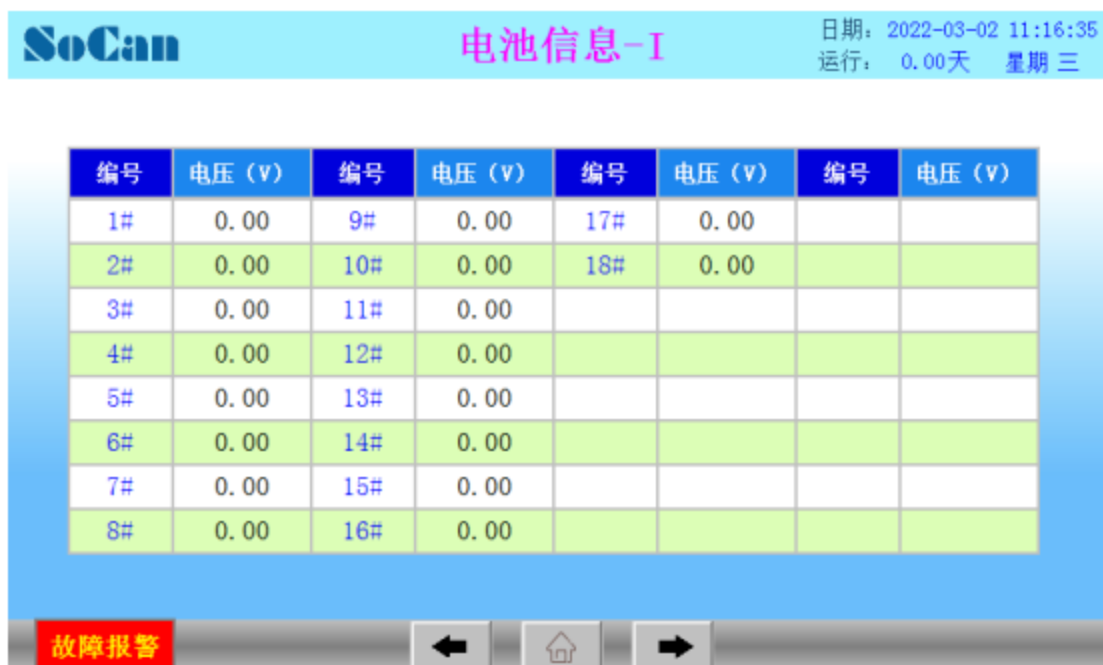 SoCan
电池信息-I
日期: 2022-03-02 11:16:35
运行: 0.00天 星期 三
编号 电压 (V) 编号 电压 (V) 编号 电压 (V) 编号 电压 (V)
1# 0.00 9# 0.00 17# 0.00
2# 0.00 10# 0.00 18# 0.00
3# 0.00 11# 0.00
4# 0.00 12# 0.00
5# 0.00 13# 0.00
6# 0.00 14# 0.00
7# 0.00 15# 0.00
8# 0.00 16# 0.00
故障报警